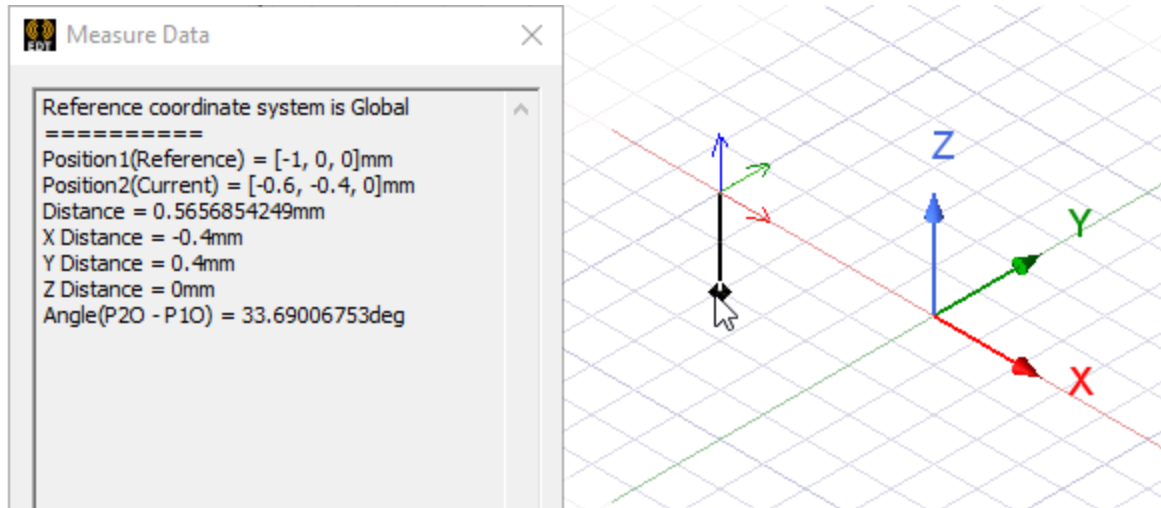 EDT
Measure Data
Reference coordinate system is Global
==========
Position1(Reference) = [-1, 0, 0]mm
Position2(Current) = [-0.6, -0.4, 0]mm
Distance = 0.5656854249mm
X Distance = -0.4mm
Y Distance = 0.4mm
Z Distance = 0mm
Angle(P2O - P1O) = 33.69006753deg
Z
Y
X